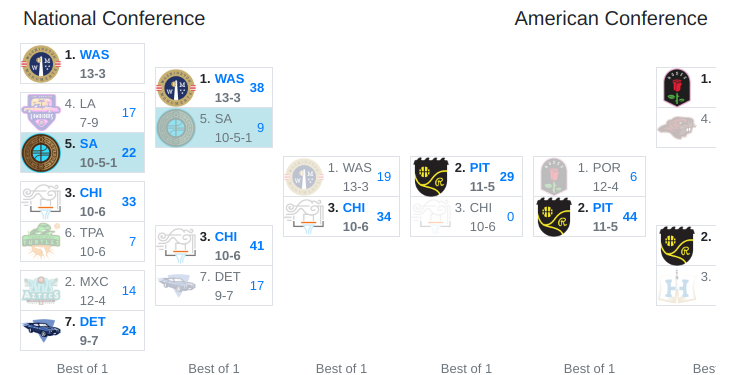 National Conference
American Conference
1. WAS
13-3
4. LA 17
7-9
5. SA 22
10-5-1
3. CHI 33
10-6
6. TPA 7
10-6
2. MXC 14
12-4
7. DET 24
9-7
Best of 1
1. WAS 38
13-3
5. SA 9
10-5-1
3. CHI 41
10-6
7. DET 17
9-7
Best of 1
1. WAS 19
13-3
3. CHI 34
10-6
Best of 1
2. PIT 29
11-5
3. CHI 0
10-6
Best of 1
1. POR 6
12-4
2. PIT 44
11-5
Best of 1
1.
4.
2.
3.
Bes